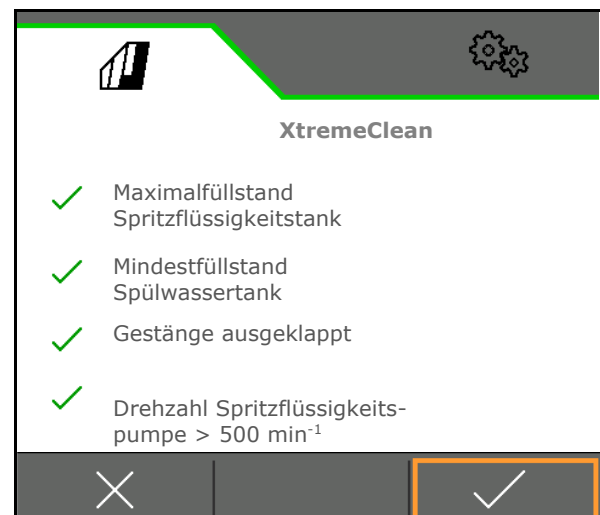 XtremeClean
Maximalfüllstand
Spritzflüssigkeitstank
Mindestfüllstand
Spülwassertank
Gestänge ausgeklappt
Drehzahl Spritzflüssigkeits-
pumpe > 500 min⁻¹